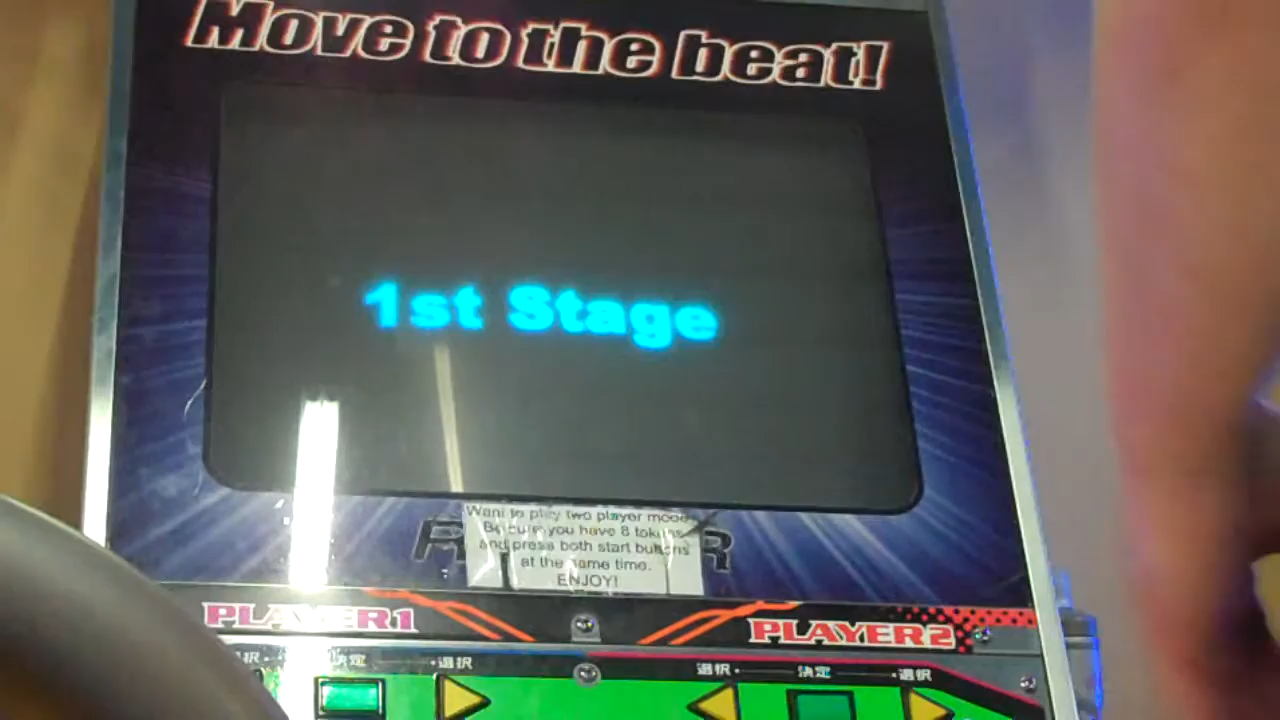 Move to the beat!
1st Stage
Want to play two player mode
Be sure you have 8 tokens
and press both start buttons
at the same time.
ENJOY!
PLAYER1
PLAYER2
選択
決定
選択
選択
決定
選択